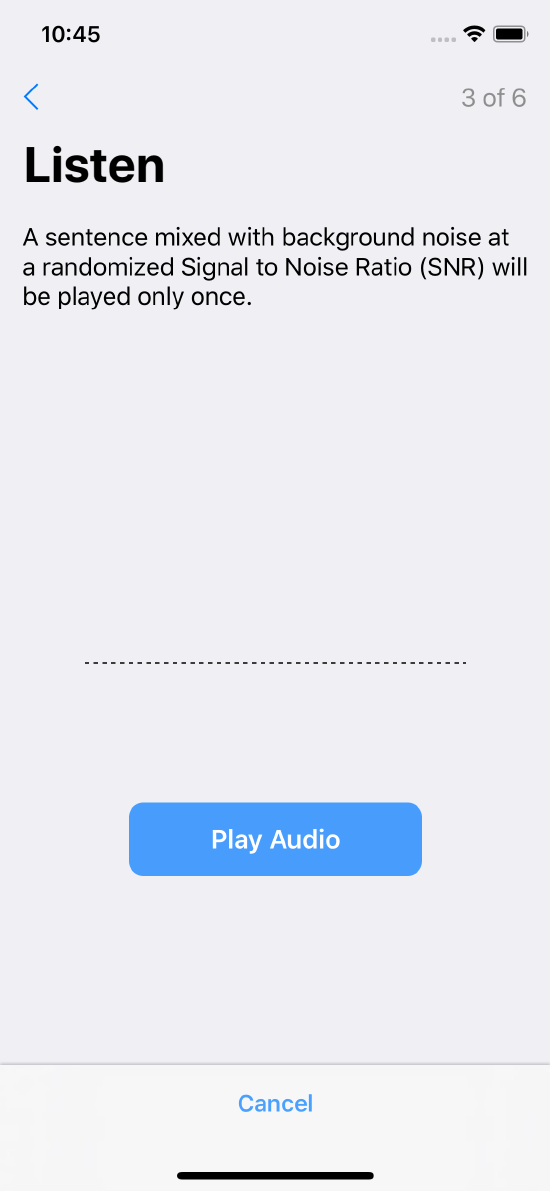 10:45
3 of 6
Listen
A sentence mixed with background noise at
a randomized Signal to Noise Ratio (SNR) will
be played only once.
Play Audio
Cancel